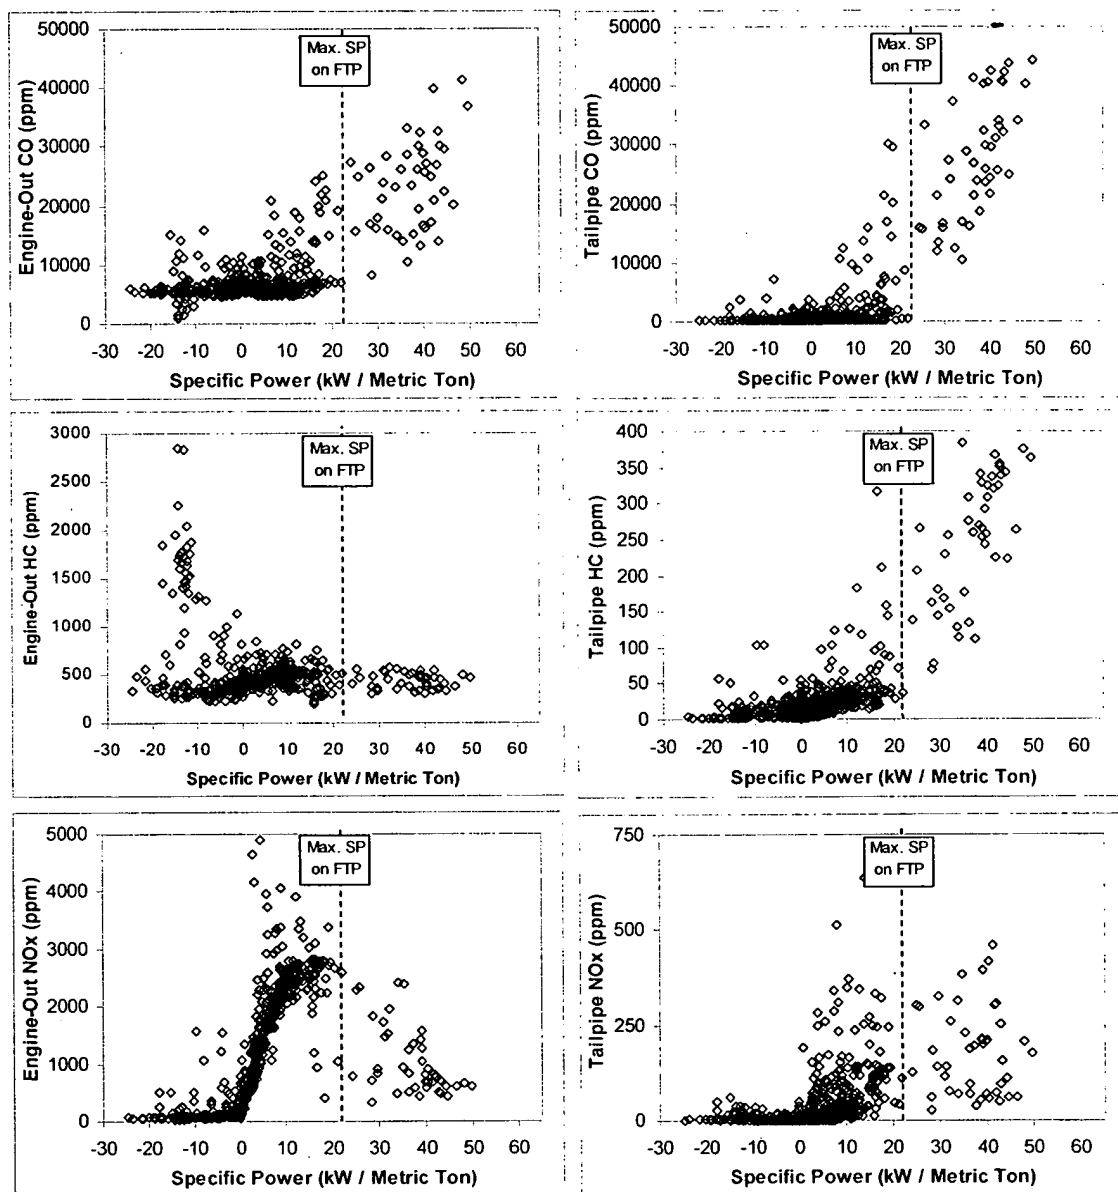 50000
40000
30000
20000
10000
0
Engine-Out CO (ppm)
Max. SP
on FTP
-30 -20 -10 0 10 20 30 40 50 60
Specific Power (kW / Metric Ton)
50000
40000
30000
20000
10000
0
Tailpipe CO (ppm)
Max. SP
on FTP
-30 -20 -10 0 10 20 30 40 50 60
Specific Power (kW / Metric Ton)
3000
2500
2000
1500
1000
500
0
Engine-Out HC (ppm)
Max. SP
on FTP
-30 -20 -10 0 10 20 30 40 50 60
Specific Power (kW / Metric Ton)
400
350
300
250
200
150
100
50
0
Tailpipe HC (ppm)
Max. SP
on FTP
-30 -20 -10 0 10 20 30 40 50 60
Specific Power (kW / Metric Ton)
5000
4000
3000
2000
1000
0
Engine-Out NOx (ppm)
Max. SP
on FTP
-30 -20 -10 0 10 20 30 40 50 60
Specific Power (kW / Metric Ton)
750
500
250
0
Tailpipe NOx (ppm)
Max. SP
on FTP
-30 -20 -10 0 10 20 30 40 50 60
Specific Power (kW / Metric Ton)